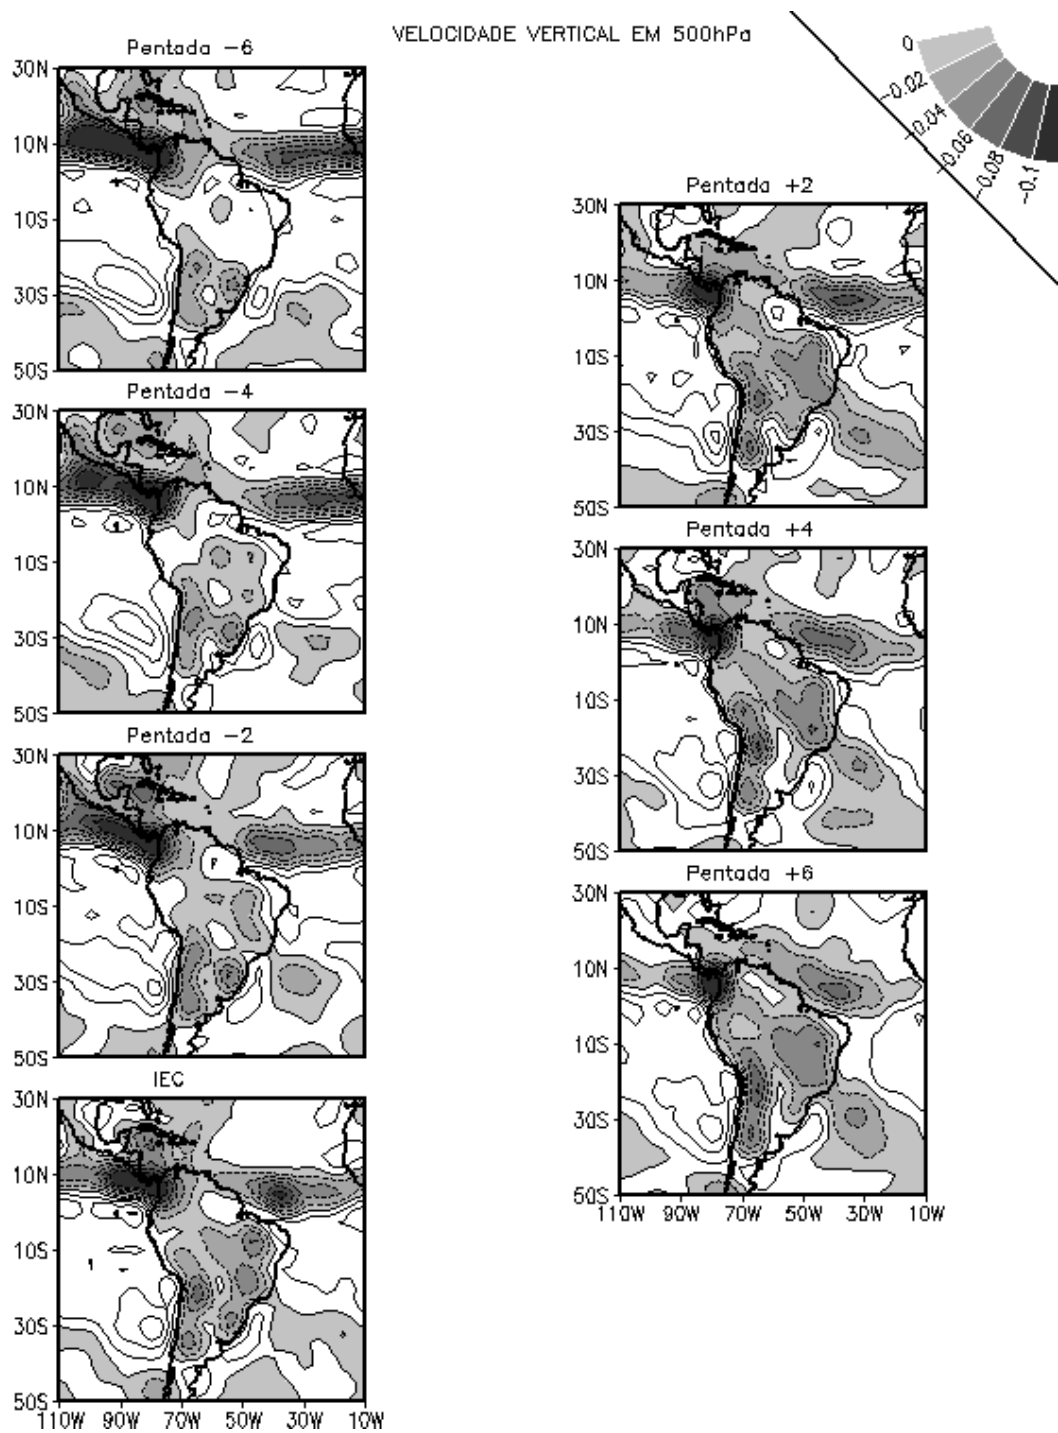 VELOCIDADE VERTICAL EM 500hPa
0
-0.02
-0.04
-0.06
-0.08
-0.1
Pentada -6
30N
10N
10S
30S
50S
Pentada -4
30N
10N
10S
30S
50S
Pentada -2
30N
10N
10S
30S
50S
IEC
30N
10N
10S
30S
50S
110W 90W 70W 50W 30W 10W
Pentada +2
30N
10N
10S
30S
50S
Pentada +4
30N
10N
10S
30S
50S
Pentada +6
30N
10N
10S
30S
50S
110W 90W 70W 50W 30W 10W